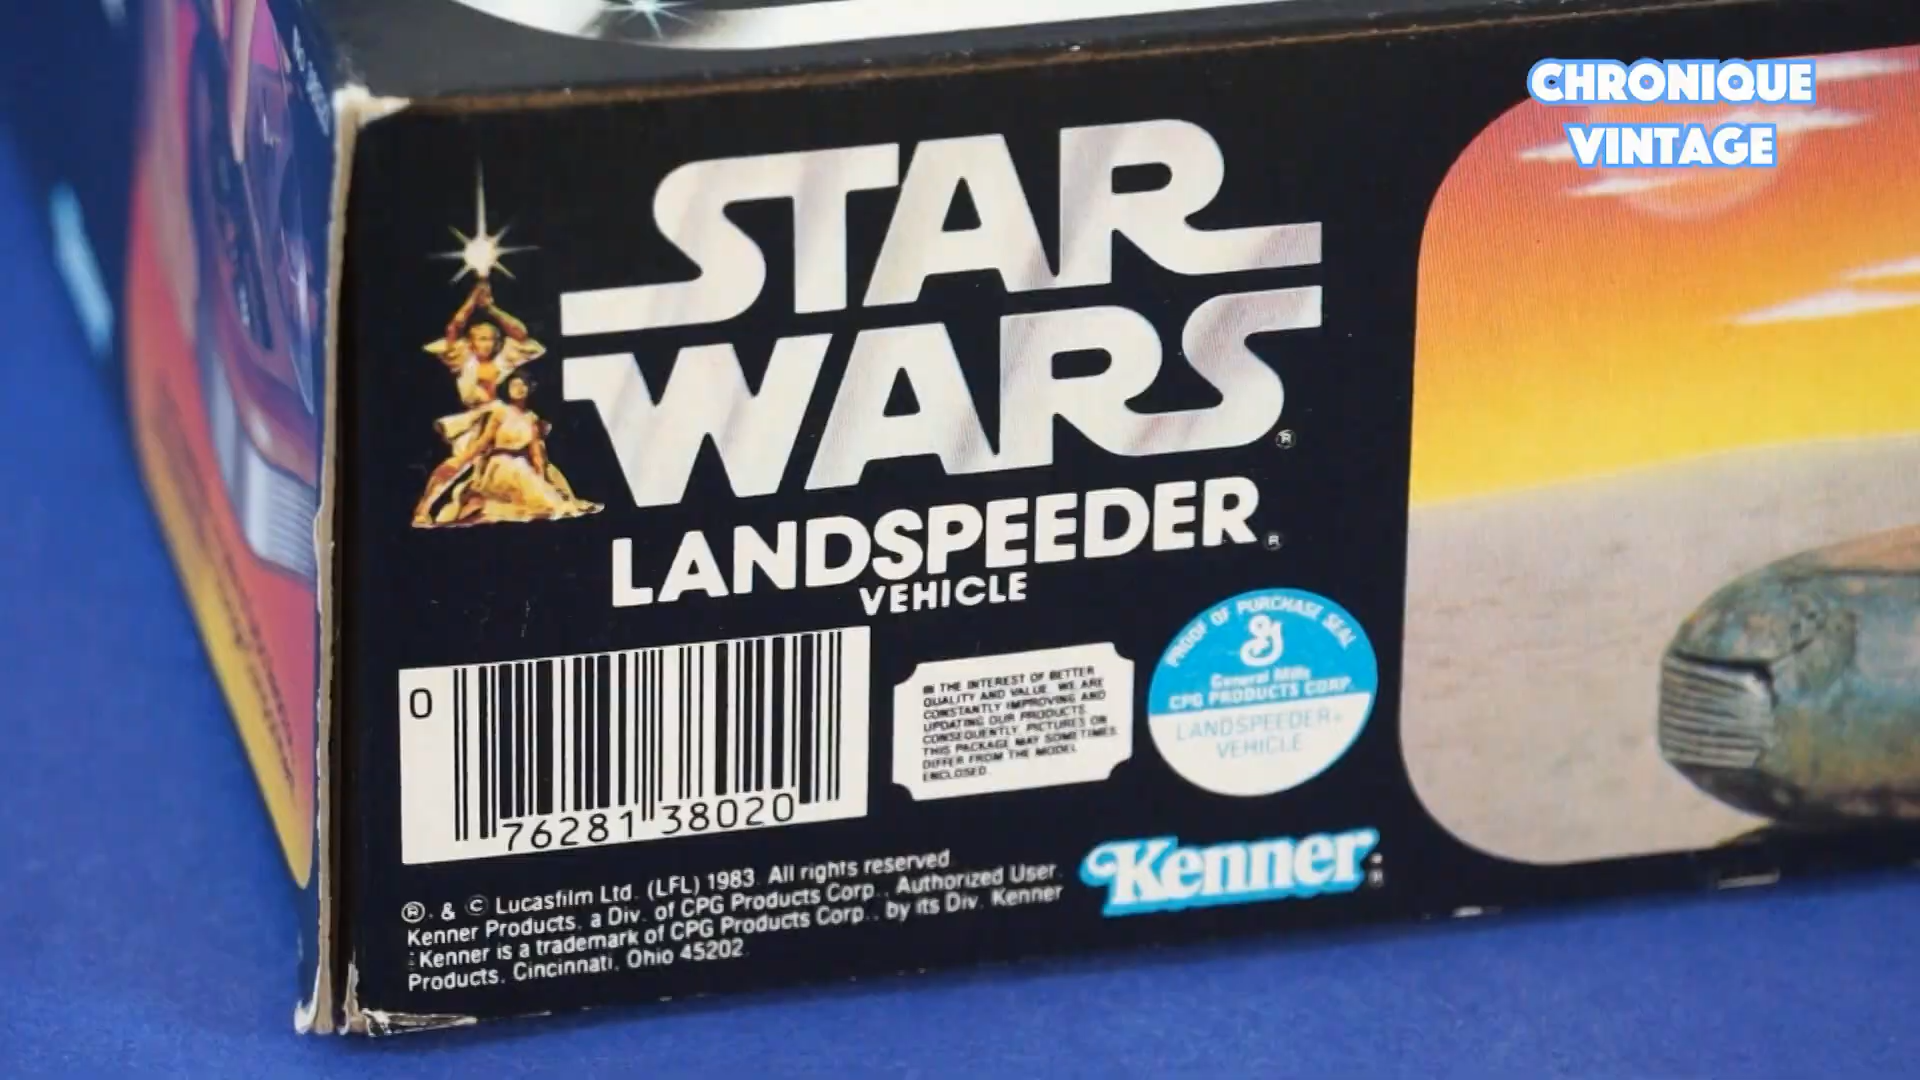 CHRONIQUE
VINTAGE
STAR
WARS ®
LANDSPEEDER ®
VEHICLE
0 76281 38020
IN THE INTEREST OF BETTER
QUALITY AND VALUE, WE ARE
CONSTANTLY IMPROVING AND
UPDATING OUR PRODUCTS.
CONSEQUENTLY, PICTURES ON
THIS PACKAGE MAY SOMETIMES
DIFFER FROM THE MODEL
ENCLOSED.
PROOF OF PURCHASE SEAL
G
General Mills
CPG PRODUCTS CORP.
LANDSPEEDER
VEHICLE
Kenner
®, & © Lucasfilm Ltd. (LFL) 1983. All rights reserved.
Kenner Products, a Div. of CPG Products Corp., Authorized User.
Kenner is a trademark of CPG Products Corp., by its Div. Kenner
Products, Cincinnati, Ohio 45202